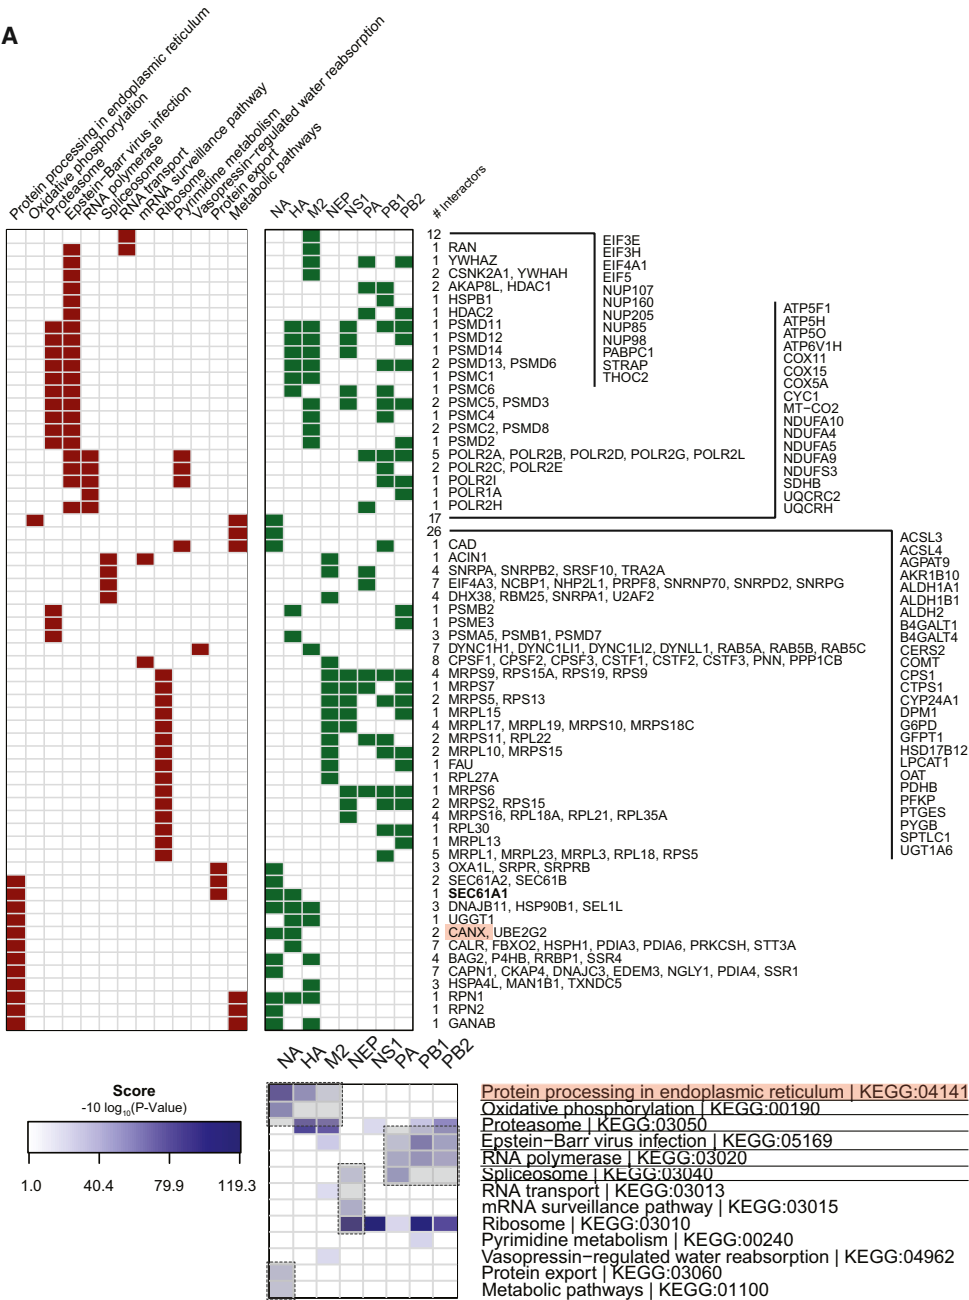 A
Protein processing in endoplasmic reticulum
Oxidative phosphorylation
Proteasome
Epstein−Barr virus infection
RNA polymerase
Spliceosome
RNA transport
mRNA surveillance pathway
Ribosome
Pyrimidine metabolism
Vasopressin−regulated water reabsorption
Protein export
Metabolic pathways
NA
HA
M2
NEP
NS1
PA
PB1
PB2
# Interactors
12
1 RAN
1 YWHAZ
2 CSNK2A1, YWHAH
2 AKAP8L, HDAC1
1 HSPB1
1 HDAC2
1 PSMD11
1 PSMD12
1 PSMD14
2 PSMD13, PSMD6
1 PSMC1
1 PSMC6
2 PSMC5, PSMD3
1 PSMC4
2 PSMC2, PSMD8
1 PSMD2
5 POLR2A, POLR2B, POLR2D, POLR2G, POLR2L
2 POLR2C, POLR2E
1 POLR2I
1 POLR1A
1 POLR2H
17
26
1 CAD
1 ACIN1
4 SNRPA, SNRPB2, SRSF10, TRA2A
7 EIF4A3, NCBP1, NHP2L1, PRPF8, SNRNP70, SNRPD2, SNRPG
4 DHX38, RBM25, SNRPA1, U2AF2
1 PSMB2
1 PSME3
3 PSMA5, PSMB1, PSMD7
7 DYNC1H1, DYNC1LI1, DYNC1LI2, DYNLL1, RAB5A, RAB5B, RAB5C
8 CPSF1, CPSF2, CPSF3, CSTF1, CSTF2, CSTF3, PNN, PPP1CB
4 MRPS9, RPS15A, RPS19, RPS9
1 MRPS7
2 MRPS5, RPS13
1 MRPL15
4 MRPL17, MRPL19, MRPS10, MRPS18C
2 MRPS11, RPL22
2 MRPL10, MRPS15
1 FAU
1 RPL27A
1 MRPS6
2 MRPS2, RPS15
4 MRPS16, RPL18A, RPL21, RPL35A
1 RPL30
1 MRPL13
5 MRPL1, MRPL23, MRPL3, RPL18, RPS5
3 OXA1L, SRPR, SRPRB
2 SEC61A2, SEC61B
1 SEC61A1
3 DNAJB11, HSP90B1, SEL1L
1 UGGT1
2 CANX, UBE2G2
7 CALR, FBXO2, HSPH1, PDIA3, PDIA6, PRKCSH, STT3A
4 BAG2, P4HB, RRBP1, SSR4
7 CAPN1, CKAP4, DNAJC3, EDEM3, NGLY1, PDIA4, SSR1
3 HSPA4L, MAN1B1, TXNDC5
1 RPN1
1 RPN2
1 GANAB
EIF3E
EIF3H
EIF4A1
EIF5
NUP107
NUP160
NUP205
NUP85
NUP98
PABPC1
STRAP
THOC2
ATP5F1
ATP5H
ATP5O
ATP6V1H
COX11
COX15
COX5A
CYC1
MT−CO2
NDUFA10
NDUFA4
NDUFA5
NDUFA9
NDUFS3
SDHB
UQCRC2
UQCRH
ACSL3
ACSL4
AGPAT9
AKR1B10
ALDH1A1
ALDH1B1
ALDH2
B4GALT1
B4GALT4
CERS2
COMT
CPS1
CTPS1
CYP24A1
DPM1
G6PD
GFPT1
HSD17B12
LPCAT1
OAT
PDHB
PFKP
PTGES
PYGB
SPTLC1
UGT1A6
NA
HA
M2
NEP
NS1
PA
PB1
PB2
Score
-10 log10(P-Value)
1.0 40.4 79.9 119.3
Protein processing in endoplasmic reticulum | KEGG:04141
Oxidative phosphorylation | KEGG:00190
Proteasome | KEGG:03050
Epstein−Barr virus infection | KEGG:05169
RNA polymerase | KEGG:03020
Spliceosome | KEGG:03040
RNA transport | KEGG:03013
mRNA surveillance pathway | KEGG:03015
Ribosome | KEGG:03010
Pyrimidine metabolism | KEGG:00240
Vasopressin−regulated water reabsorption | KEGG:04962
Protein export | KEGG:03060
Metabolic pathways | KEGG:01100